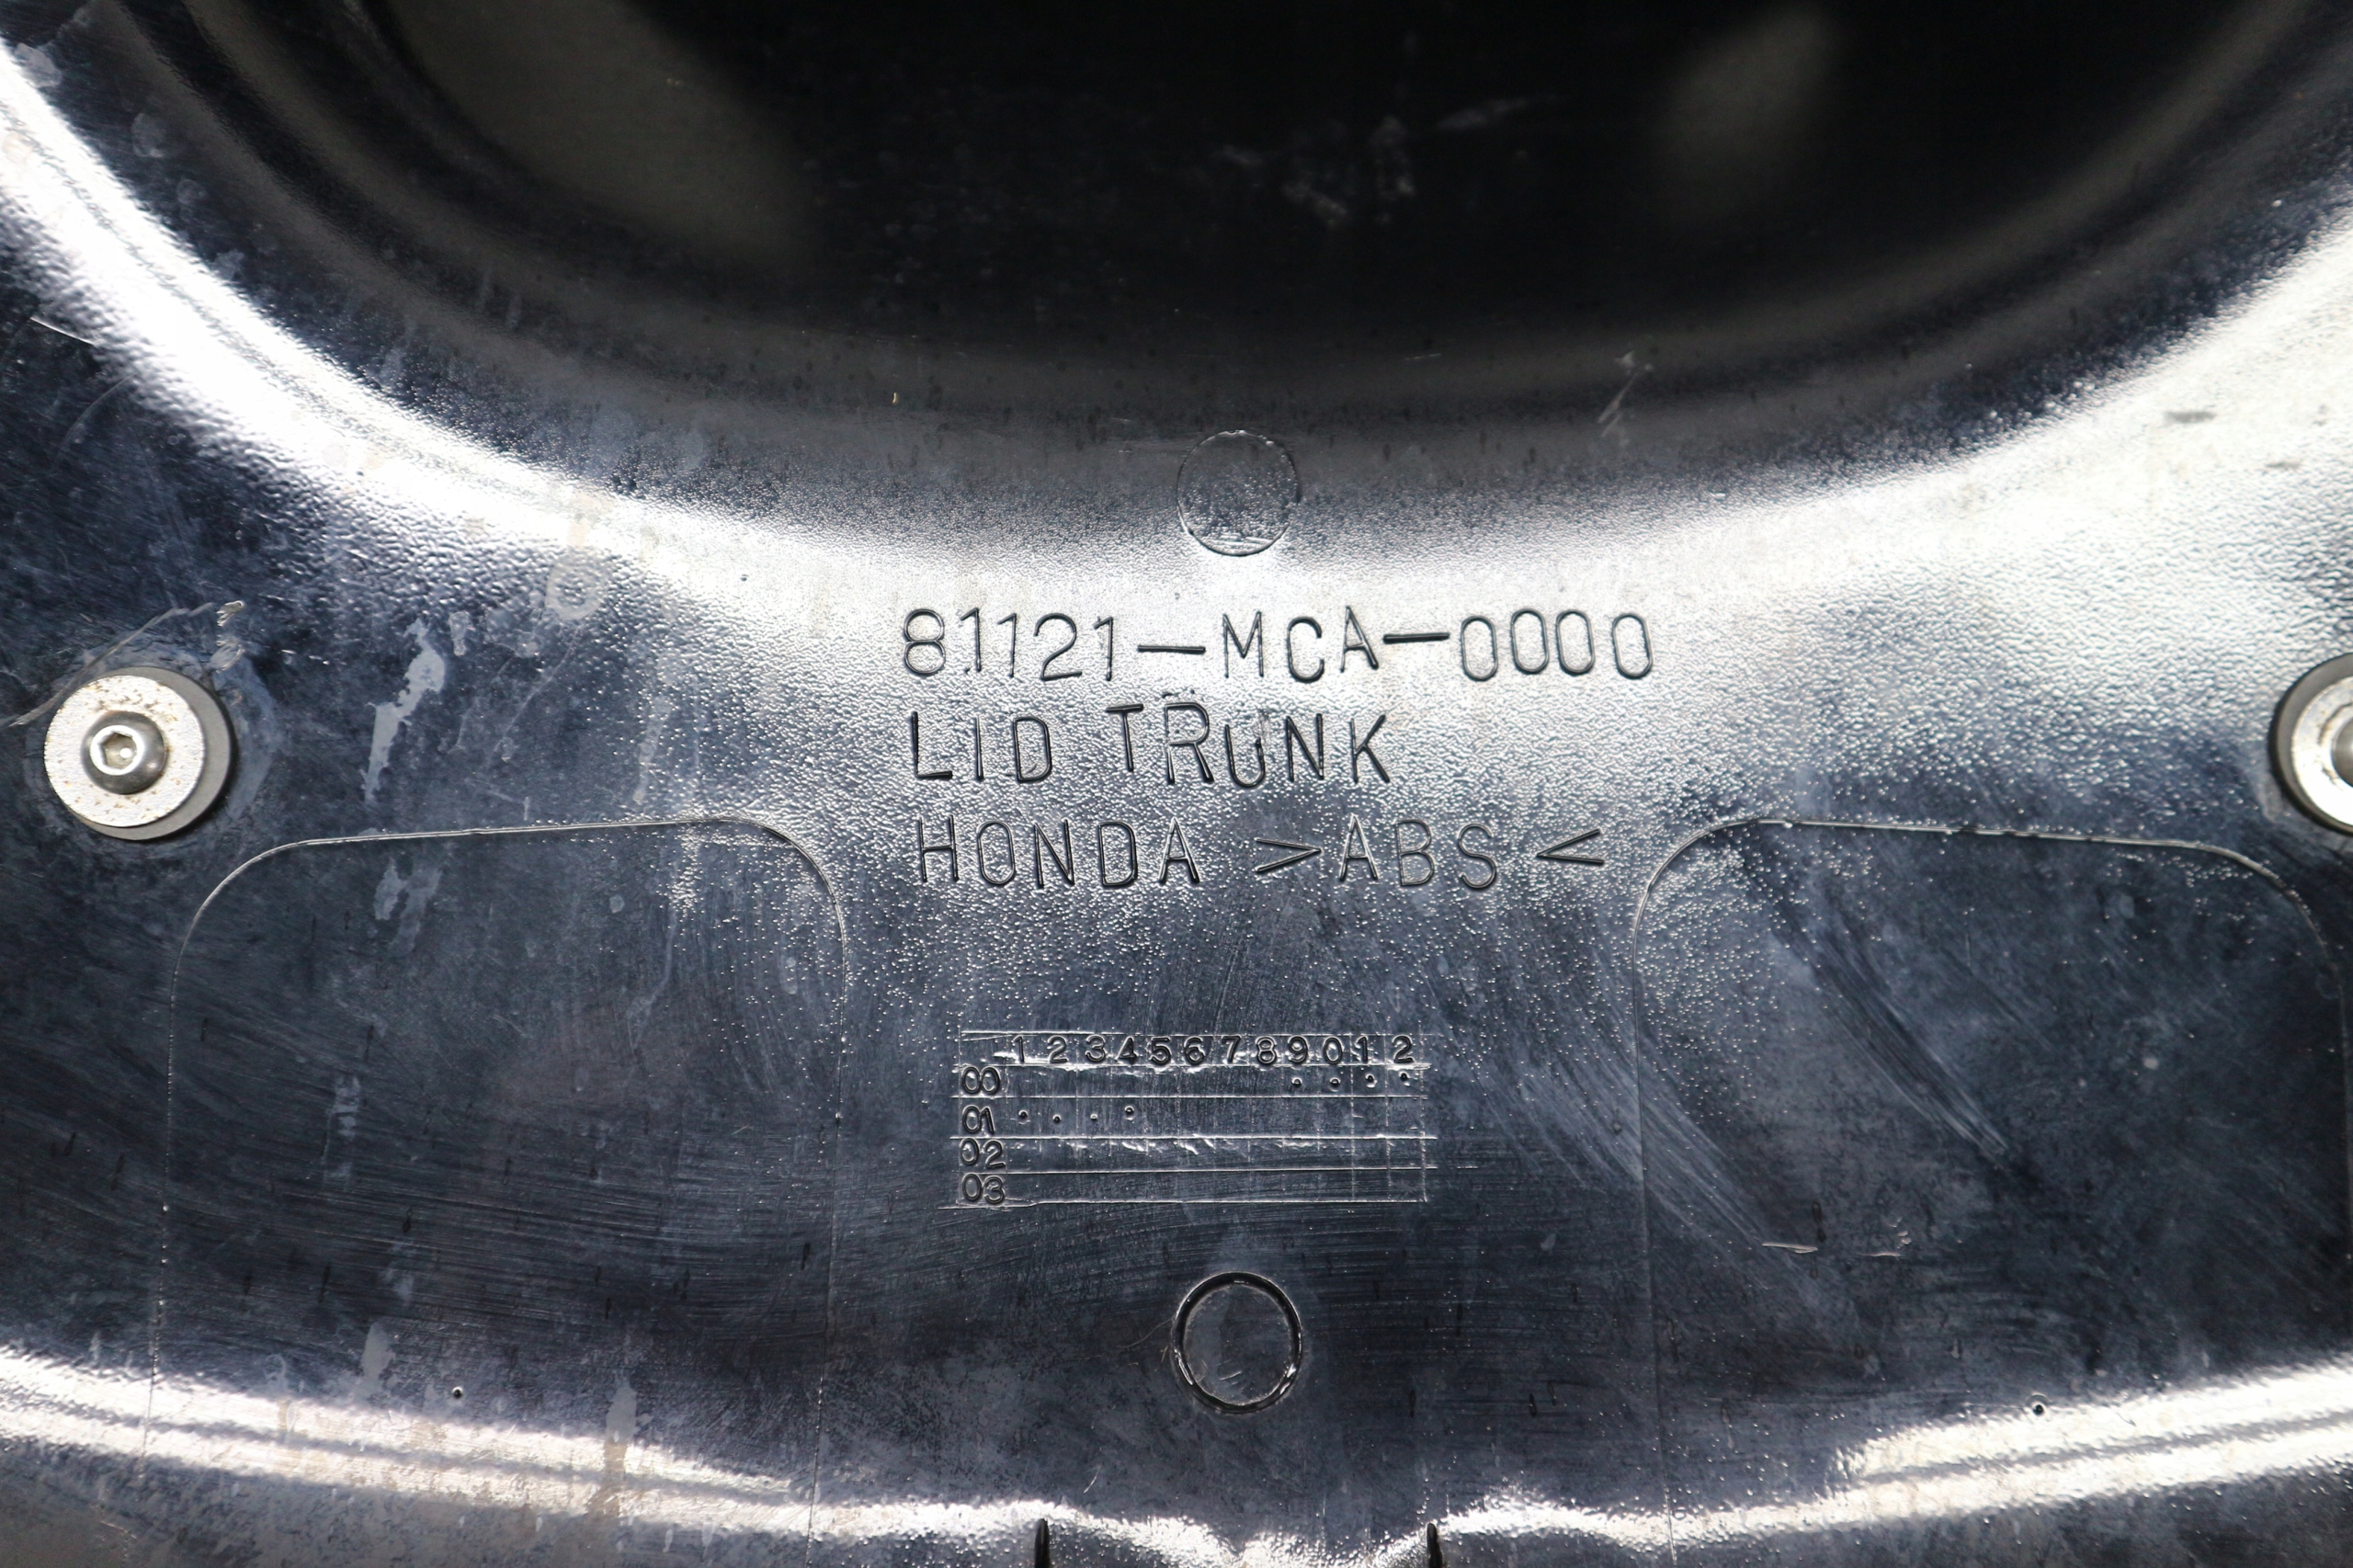 81121-MCA-0000
LID TRUNK
HONDA >ABS<
1 2 3 4 5 6 7 8 9 0 1 2
00
01
02
03